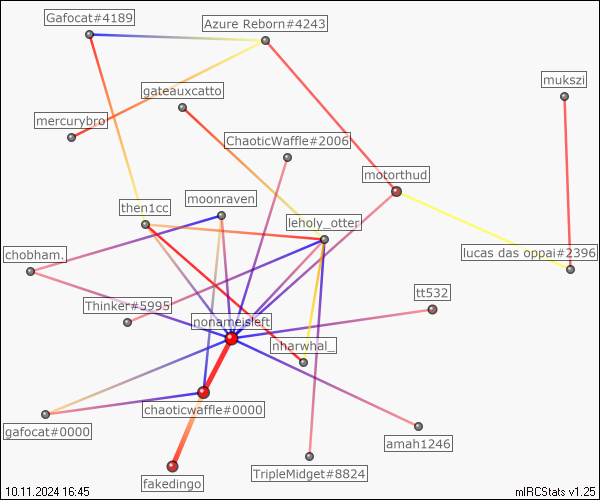 Gafocat#4189
Azure Reborn#4243
mukszi
gateauxcatto
mercurybro
ChaoticWaffle#2006
motorthud
moonraven
then1cc
leholy_otter
chobham.
lucas das oppai#2396
tt532
Thinker#5995
nonameisleft
nharwhal_
chaoticwaffle#0000
gafocat#0000
amah1246
TripleMidget#8824
fakedingo
10.11.2024 16:45
mIRCStats v1.25